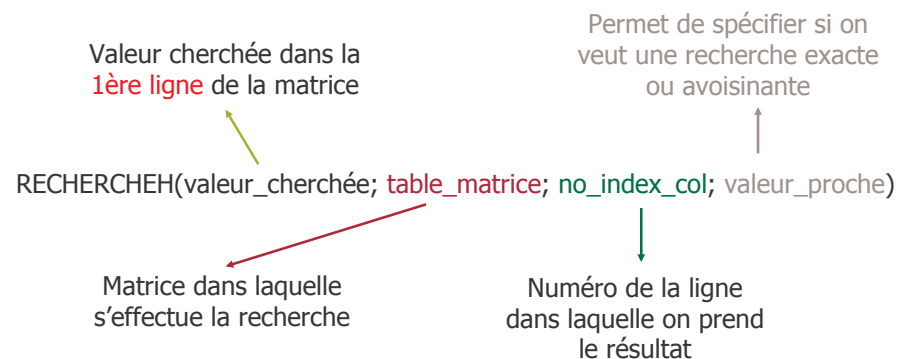 Valeur cherchée dans la
1ère ligne de la matrice
Permet de spécifier si on
veut une recherche exacte
ou avoisinante
RECHERCHEH(valeur_cherchée; table_matrice; no_index_col; valeur_proche)
Matrice dans laquelle
s’effectue la recherche
Numéro de la ligne
dans laquelle on prend
le résultat